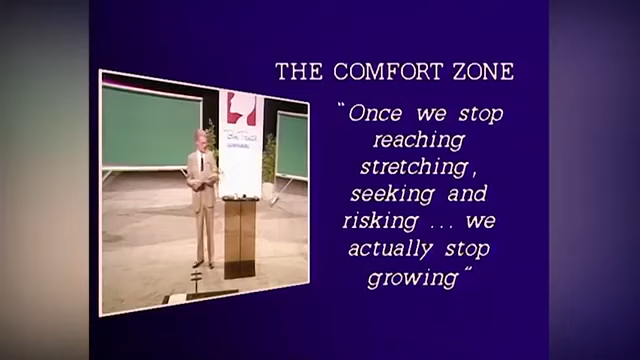 THE COMFORT ZONE
"Once we stop
reaching
stretching,
seeking and
risking ... we
actually stop
growing"